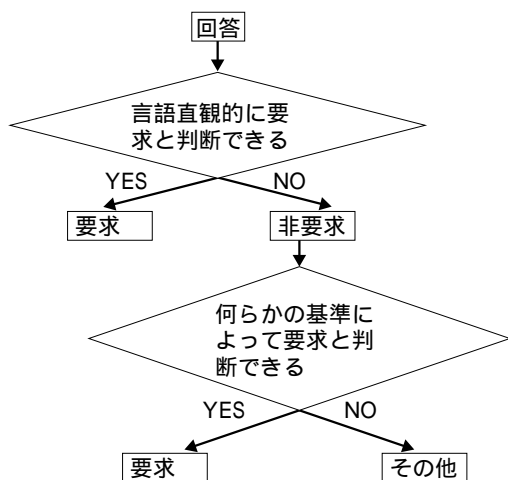 回答
言語直観的に要
求と判断できる
YES
NO
要求
非要求
何らかの基準に
よって要求と判
断できる
YES
NO
要求
その他